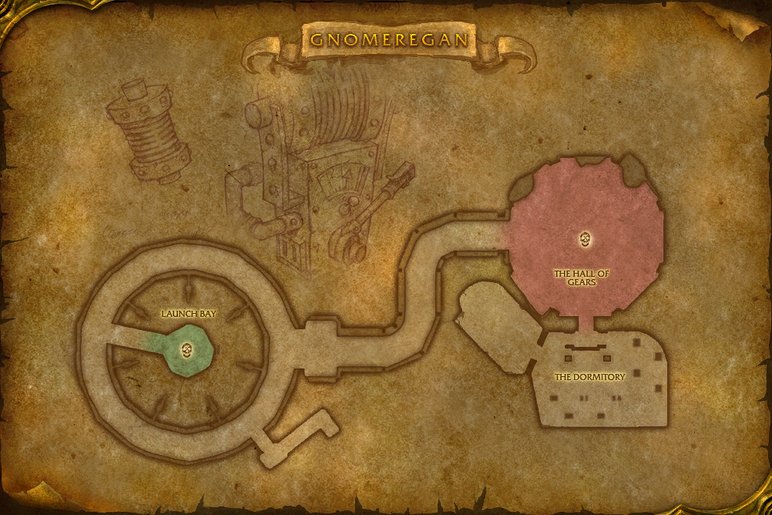 GNOMEREGAN
LAUNCH BAY
THE HALL OF
GEARS
THE DORMITORY